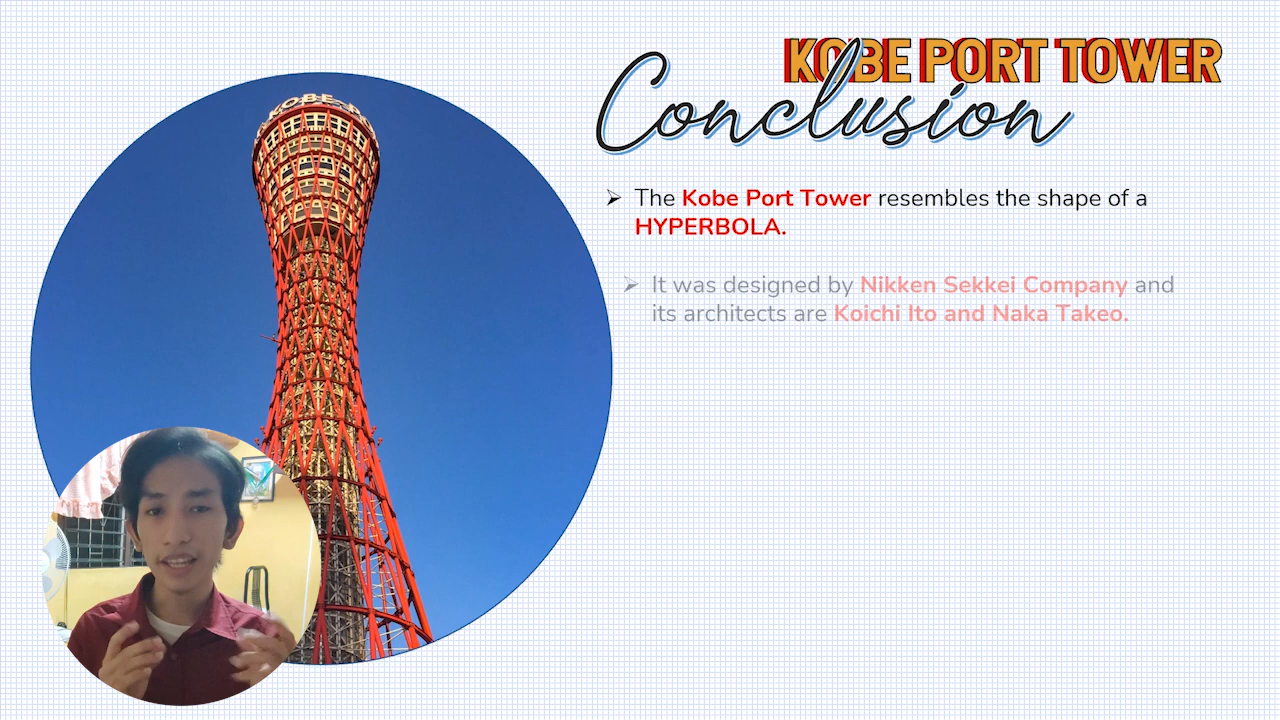 KOBE PORT TOWER
Conclusion
➢ The Kobe Port Tower resembles the shape of a
HYPERBOLA.
➢ It was designed by Nikken Sekkei Company and
its architects are Koichi Ito and Naka Takeo.
KOBE P